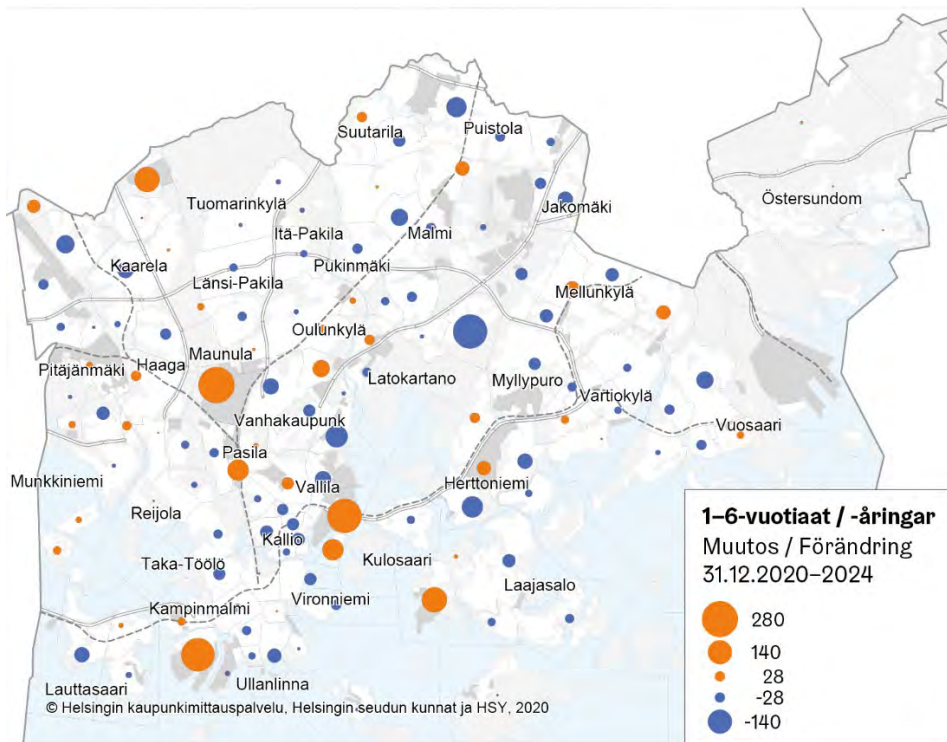 Suutarila
Puistola
Östersundom
Tuomarinkylä
Jakomäki
Itä-Pakila
Malmi
Kaarela
Pukinmäki
Länsi-Pakila
Mellunkylä
Oulunkylä
Maunula
Pitäjänmäki
Haaga
Latokartano
Myllypuro
Vartiokylä
Vanhakaupunk
Vuosaari
Pasila
Munkkiniemi
Vallila
Herttoniemi
Reijola
Kallio
Kulosaari
Taka-Töölö
Laajasalo
Vironniemi
Kampinmalmi
Lauttasaari
Ullanlinna
© Helsingin kaupunkimittauspalvelu, Helsingin seudun kunnat ja HSY, 2020
1–6-vuotiaat / -åringar
Muutos / Förändring
31.12.2020–2024
280
140
28
-28
-140